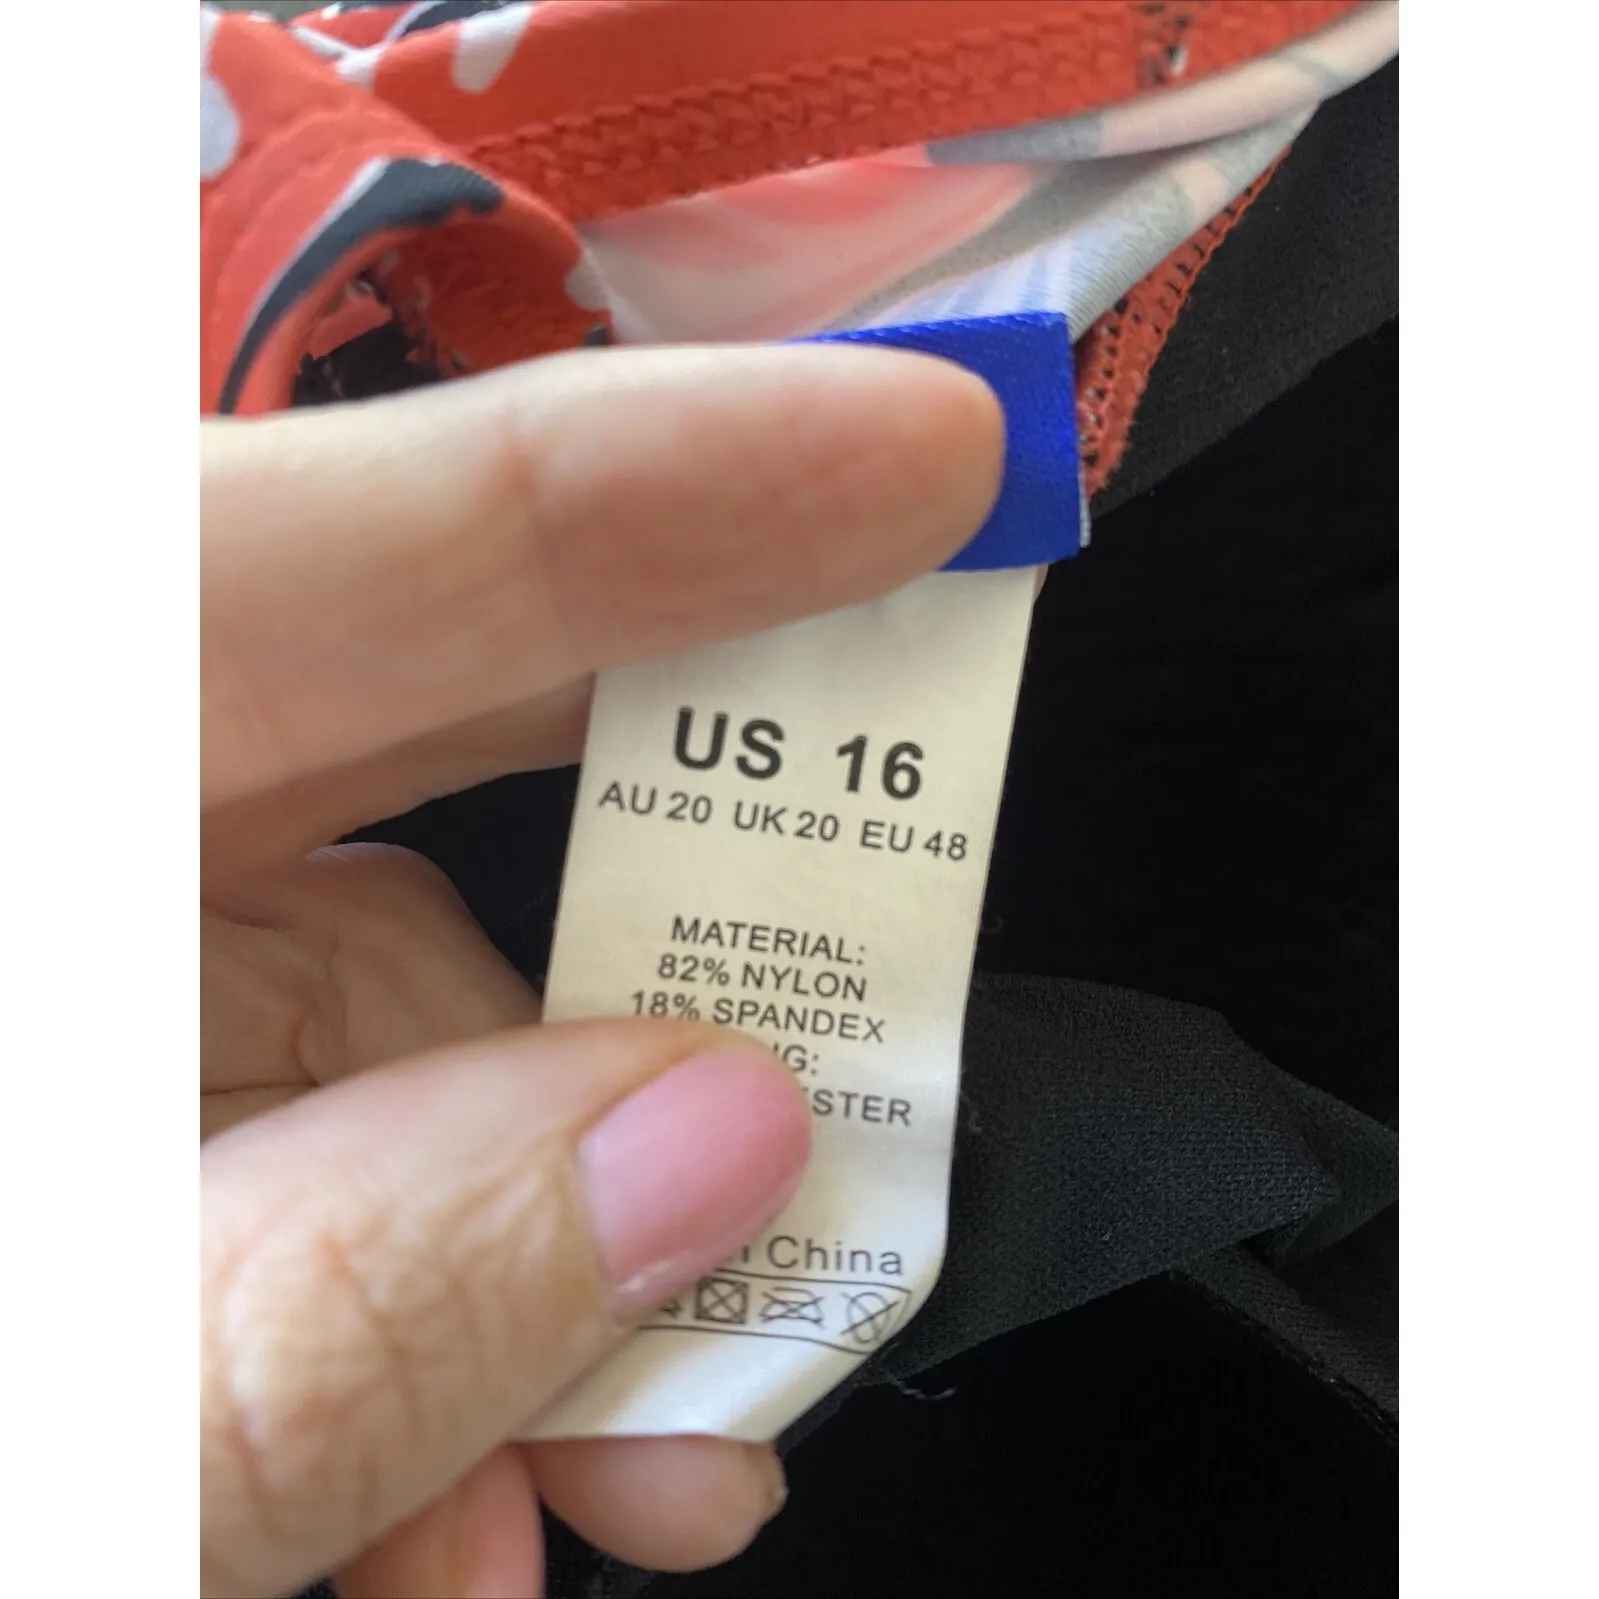 US 16
AU 20 UK 20 EU 48
MATERIAL:
82% NYLON
18% SPANDEX
China